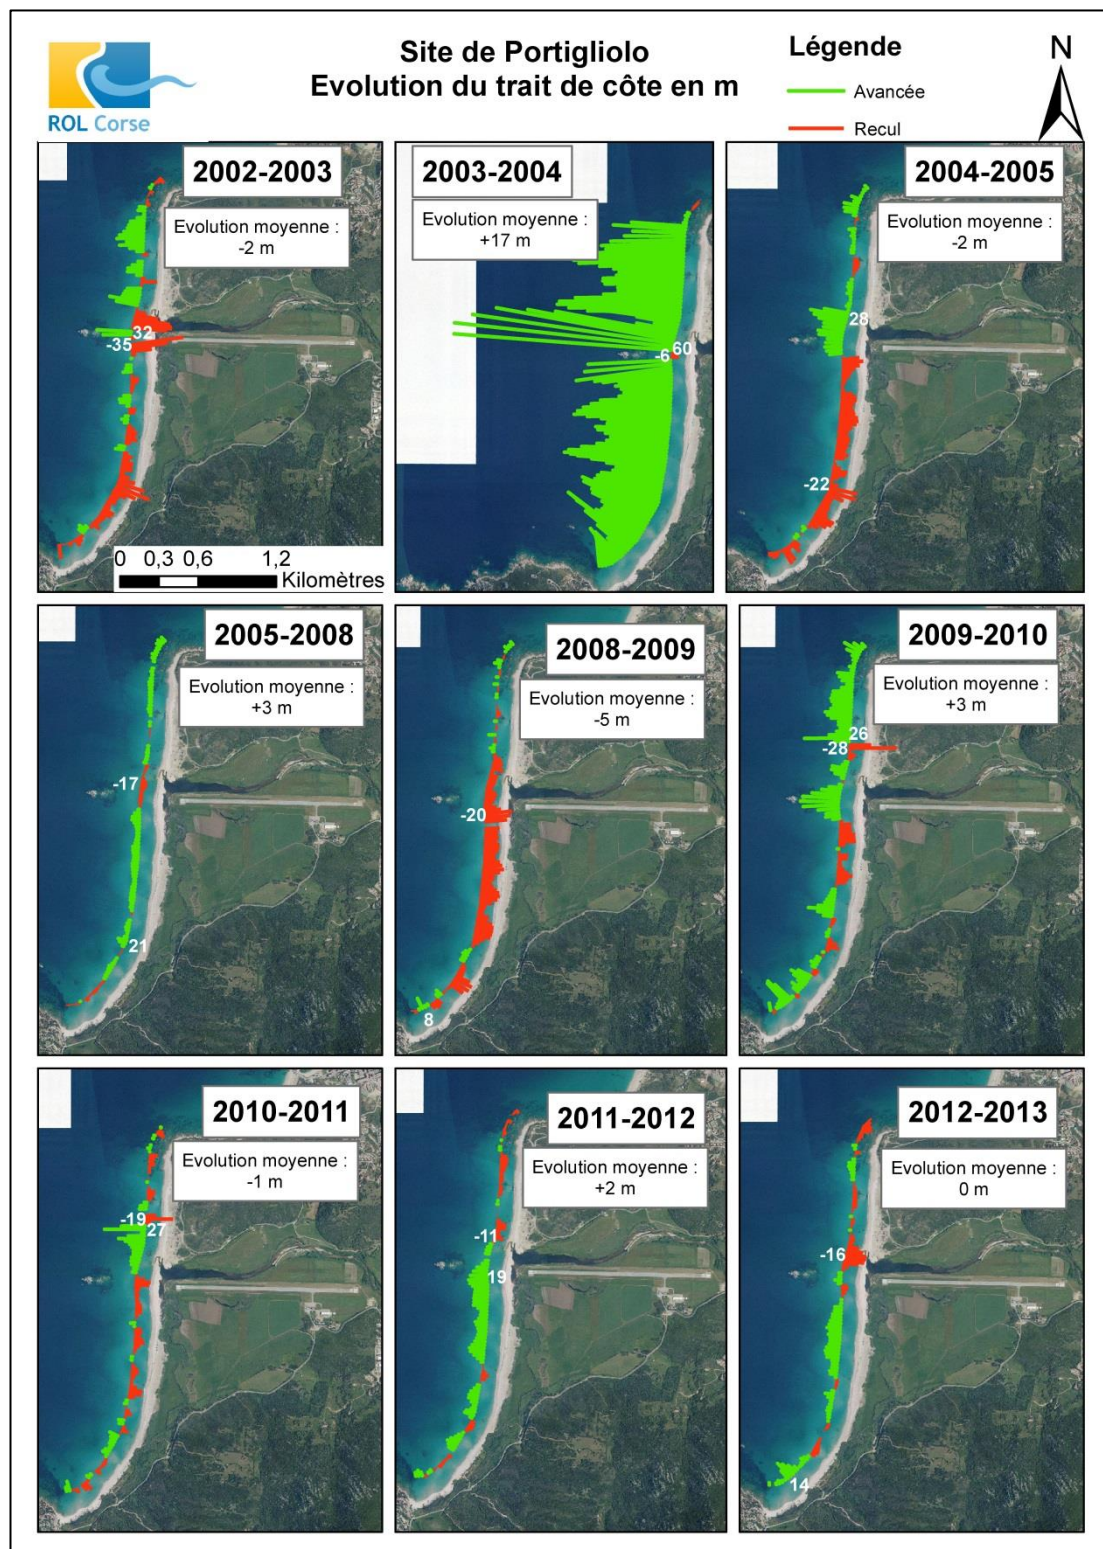 ROL Corse
Site de Portigliolo
Evolution du trait de côte en m
Légende
Avancée
Recul
N
2002-2003
Evolution moyenne :
-2 m
32
-35
0 0,3 0,6 1,2
Kilomètres
2003-2004
Evolution moyenne :
+17 m
-6 60
2004-2005
Evolution moyenne :
-2 m
28
-22
2005-2008
Evolution moyenne :
+3 m
-17
21
2008-2009
Evolution moyenne :
-5 m
-20
8
2009-2010
Evolution moyenne :
+3 m
26
-28
2010-2011
Evolution moyenne :
-1 m
-19
27
2011-2012
Evolution moyenne :
+2 m
-11
19
2012-2013
Evolution moyenne :
0 m
-16
14